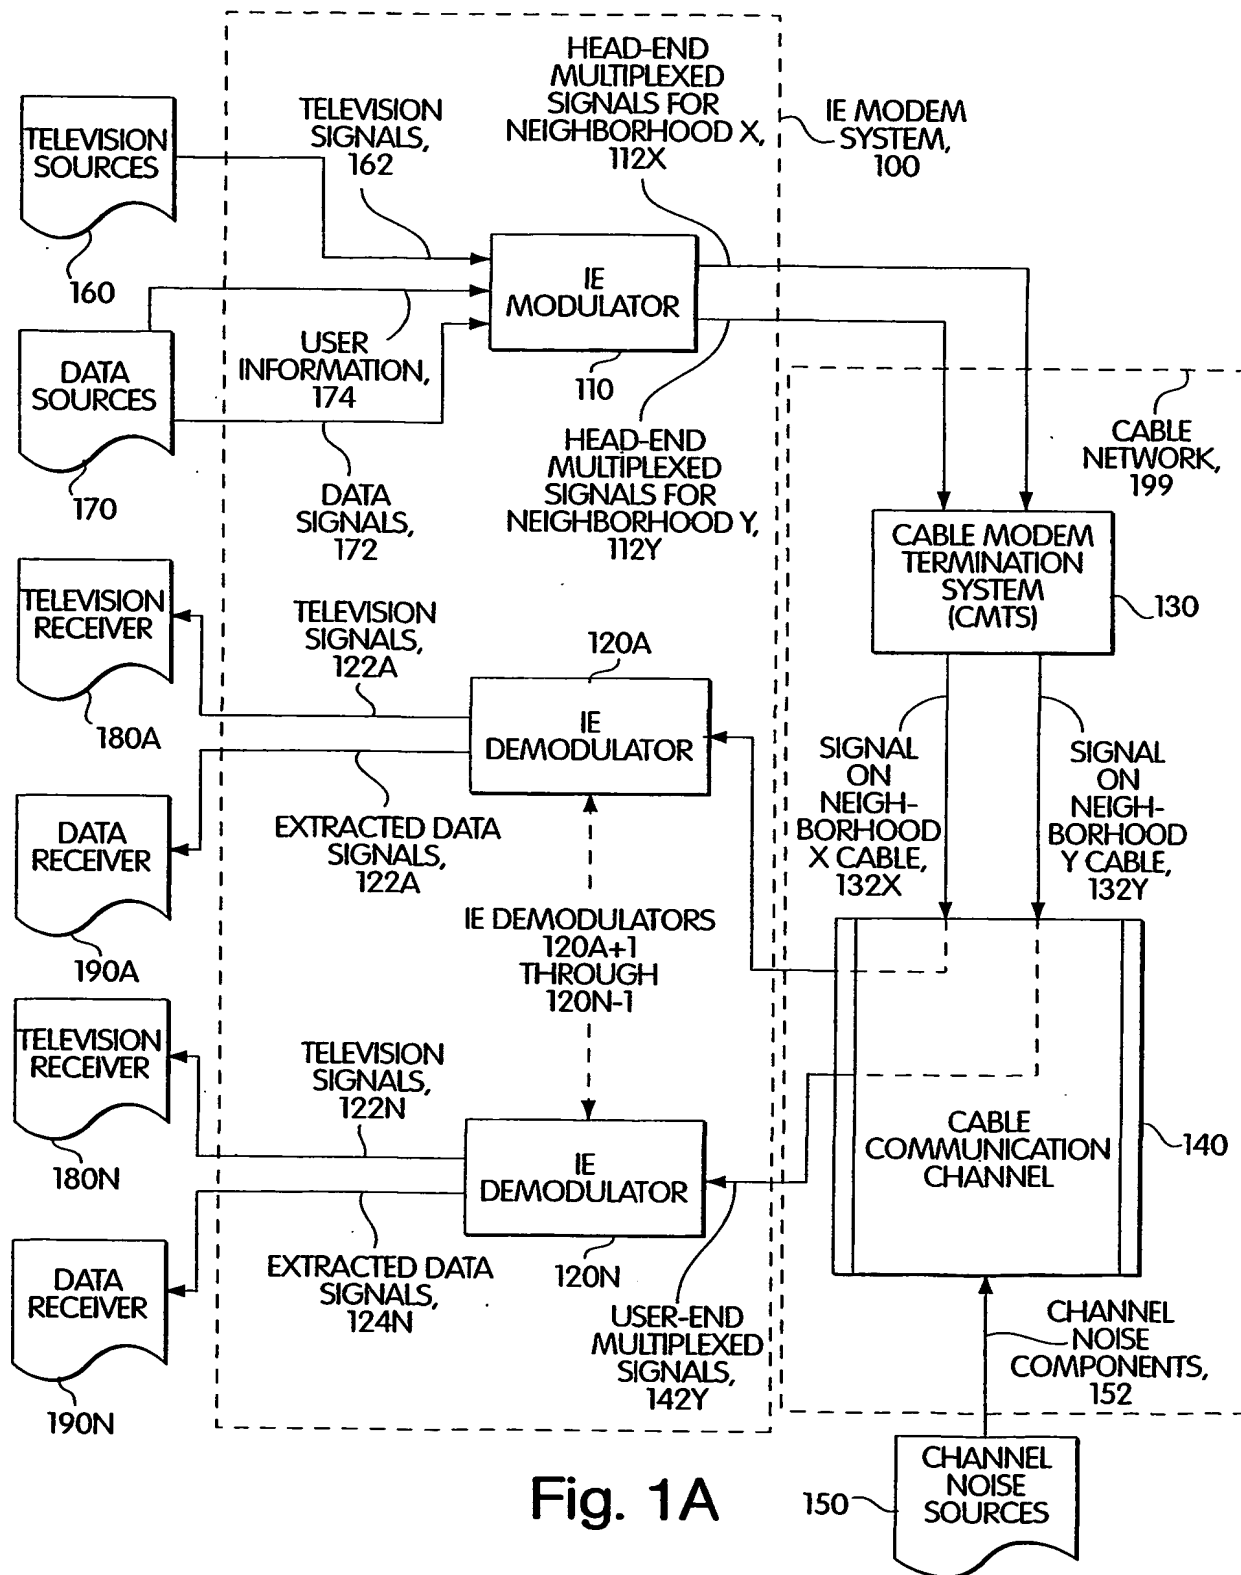 HEAD-END
MULTIPLEXED
SIGNALS FOR
NEIGHBORHOOD X,
112X
TELEVISION
SIGNALS,
162
IE MODEM
SYSTEM,
100
TELEVISION
SOURCES
160
IE
MODULATOR
110
USER
INFORMATION,
174
DATA
SOURCES
170
DATA
SIGNALS,
172
HEAD-END
MULTIPLEXED
SIGNALS FOR
NEIGHBORHOOD Y,
112Y
CABLE
NETWORK,
199
CABLE MODEM
TERMINATION
SYSTEM
(CMTS)
130
TELEVISION
RECEIVER
180A
TELEVISION
SIGNALS,
122A
120A
IE
DEMODULATOR
SIGNAL
ON
NEIGH-
BORHOOD
X CABLE,
132X
SIGNAL
ON
NEIGH-
BORHOOD
Y CABLE,
132Y
DATA
RECEIVER
190A
EXTRACTED DATA
SIGNALS,
122A
IE DEMODULATORS
120A+1
THROUGH
120N-1
TELEVISION
RECEIVER
180N
TELEVISION
SIGNALS,
122N
IE
DEMODULATOR
120N
CABLE
COMMUNICATION
CHANNEL
140
DATA
RECEIVER
190N
EXTRACTED DATA
SIGNALS,
124N
USER-END
MULTIPLEXED
SIGNALS,
142Y
CHANNEL
NOISE
COMPONENTS,
152
CHANNEL
NOISE
SOURCES
150
Fig. 1A